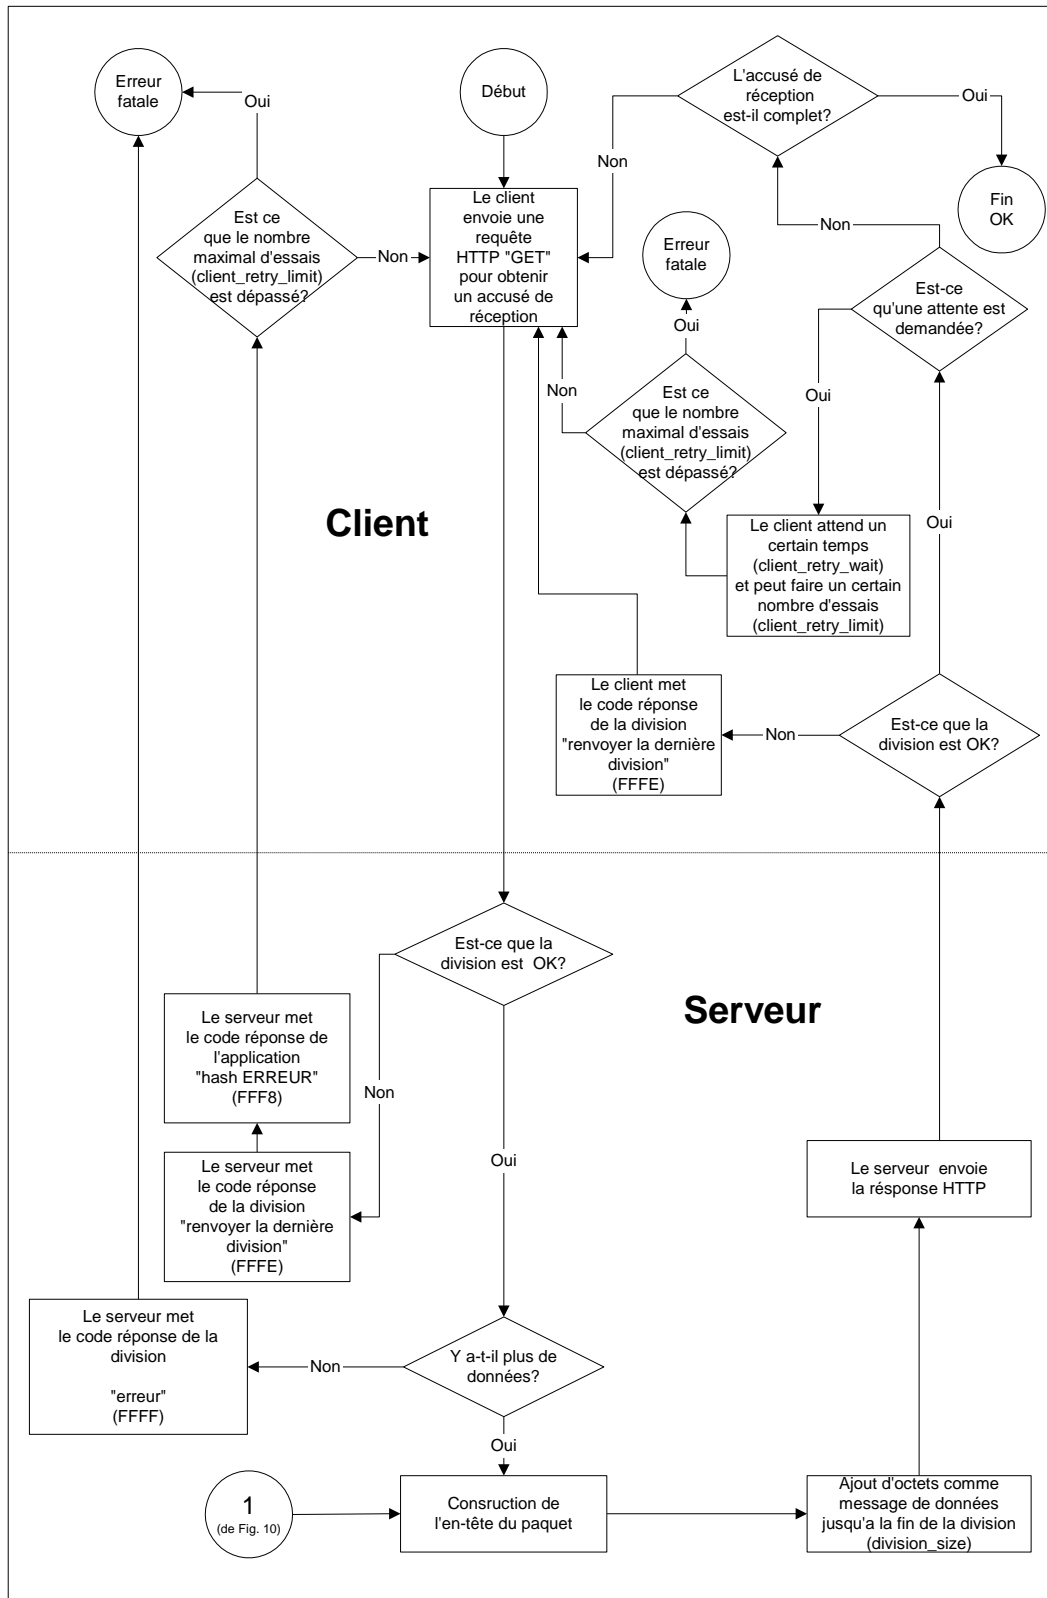 Erreur
fatale
Oui
Début
L'accusé de
réception
est-il complet?
Oui
Non
Fin
OK
Est ce
que le nombre
maximal d'essais
(client_retry_limit)
est dépassé?
Non
Le client
envoie une
requête
HTTP "GET"
pour obtenir
un accusé de
réception
Erreur
fatale
Non
Est-ce
qu'une attente est
demandée?
Oui
Non
Est ce
que le nombre
maximal d'essais
(client_retry_limit)
est dépassé?
Oui
Client
Le client attend un
certain temps
(client_retry_wait)
et peut faire un certain
nombre d'essais
(client_retry_limit)
Oui
Le client met
le code réponse
de la division
"renvoyer la dernière
division"
(FFFE)
Non
Est-ce que la
division est OK?
Est-ce que la
division est  OK?
Serveur
Le serveur met
le code réponse de
l'application
"hash ERREUR"
(FFF8)
Non
Oui
Le serveur met
le code réponse
de la division
"renvoyer la dernière
division"
(FFFE)
Le serveur  envoie
la résponse HTTP
Le serveur met
le code réponse de la
division
"erreur"
(FFFF)
Non
Y a-t-il plus de
données?
Oui
1
(de Fig. 10)
Consruction de
l'en-tête du paquet
Ajout d'octets comme
message de données
jusqu'a la fin de la division
(division_size)